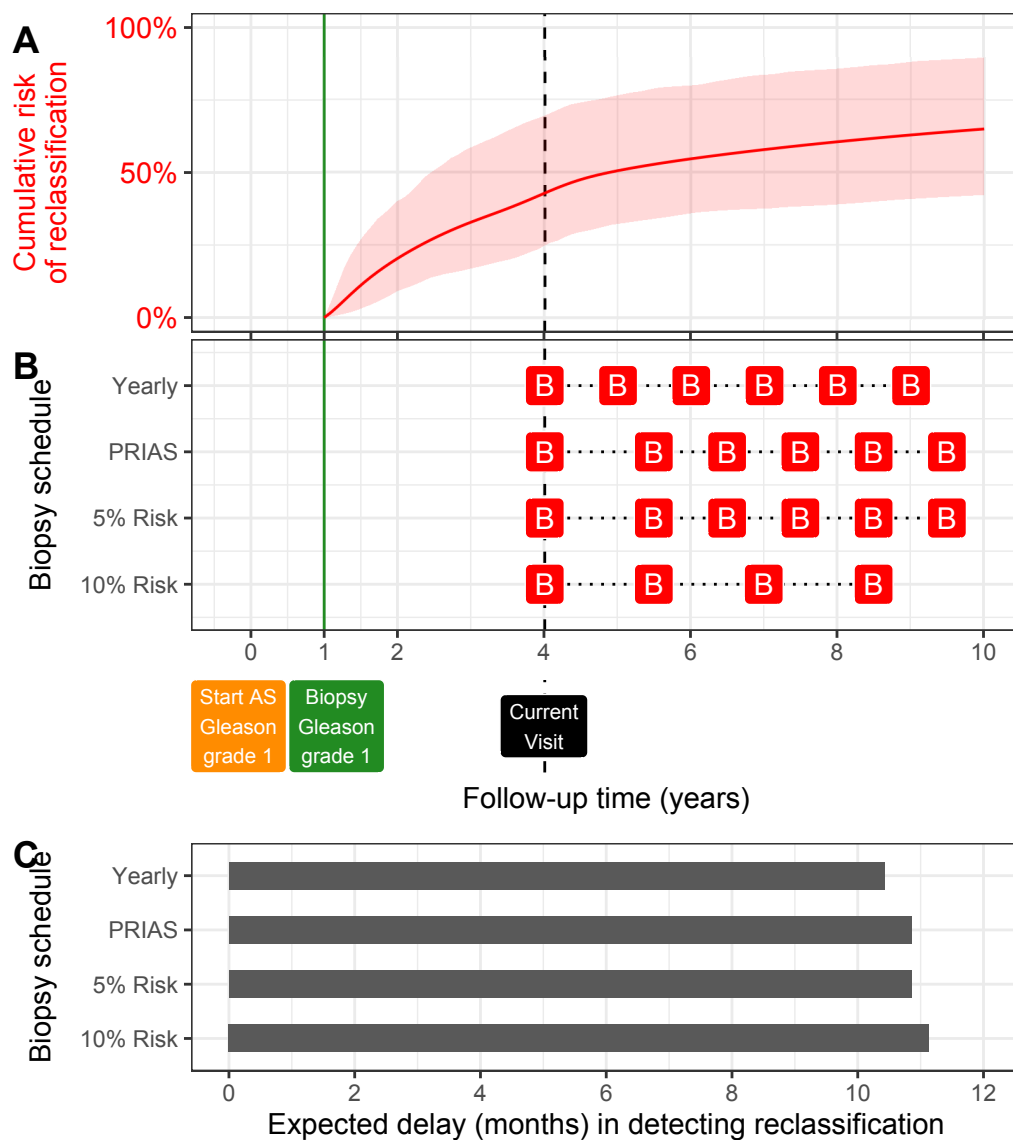 A
Cumulative risk
of reclassification
100%
50%
0%
B
Biopsy schedule
Yearly
B B B B B B
PRIAS
B B B B B B
5% Risk
B B B B B B
10% Risk
B B B B
0 1 2 4 6 8 10
Start AS
Gleason
grade 1
Biopsy
Gleason
grade 1
Current
Visit
Follow-up time (years)
C
Biopsy schedule
Yearly
PRIAS
5% Risk
10% Risk
0 2 4 6 8 10 12
Expected delay (months) in detecting reclassification